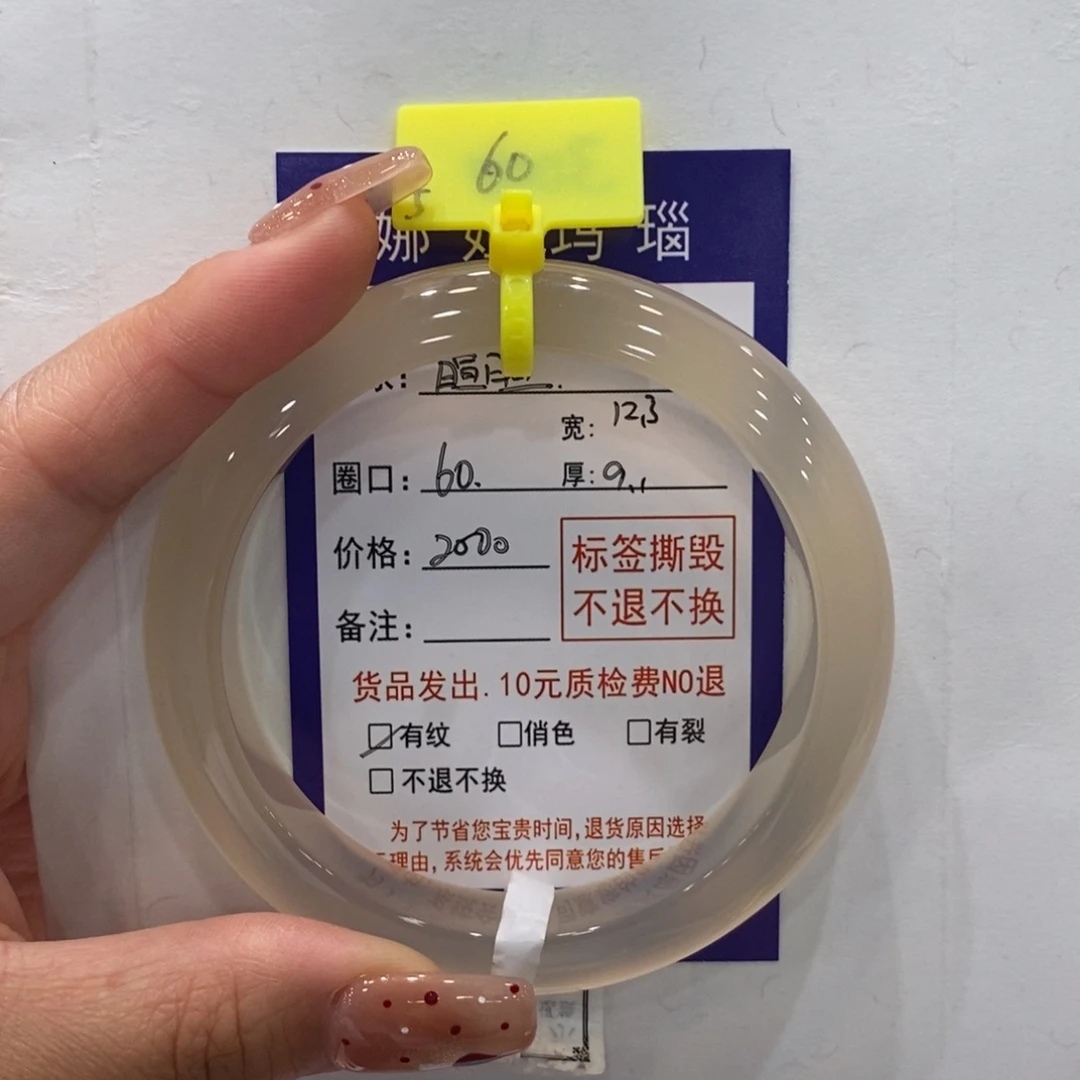 60
5
娜 玛 瑙
宽: 12.3
圈口: 60. 厚: 9.1
价格: 2000
标签撕毁
不退不换
备注:
货品发出.10元质检费NO退
有纹 俏色 有裂
不退不换
为了节省您宝贵时间,退货原因选择
理由,系统会优先同意您的售后